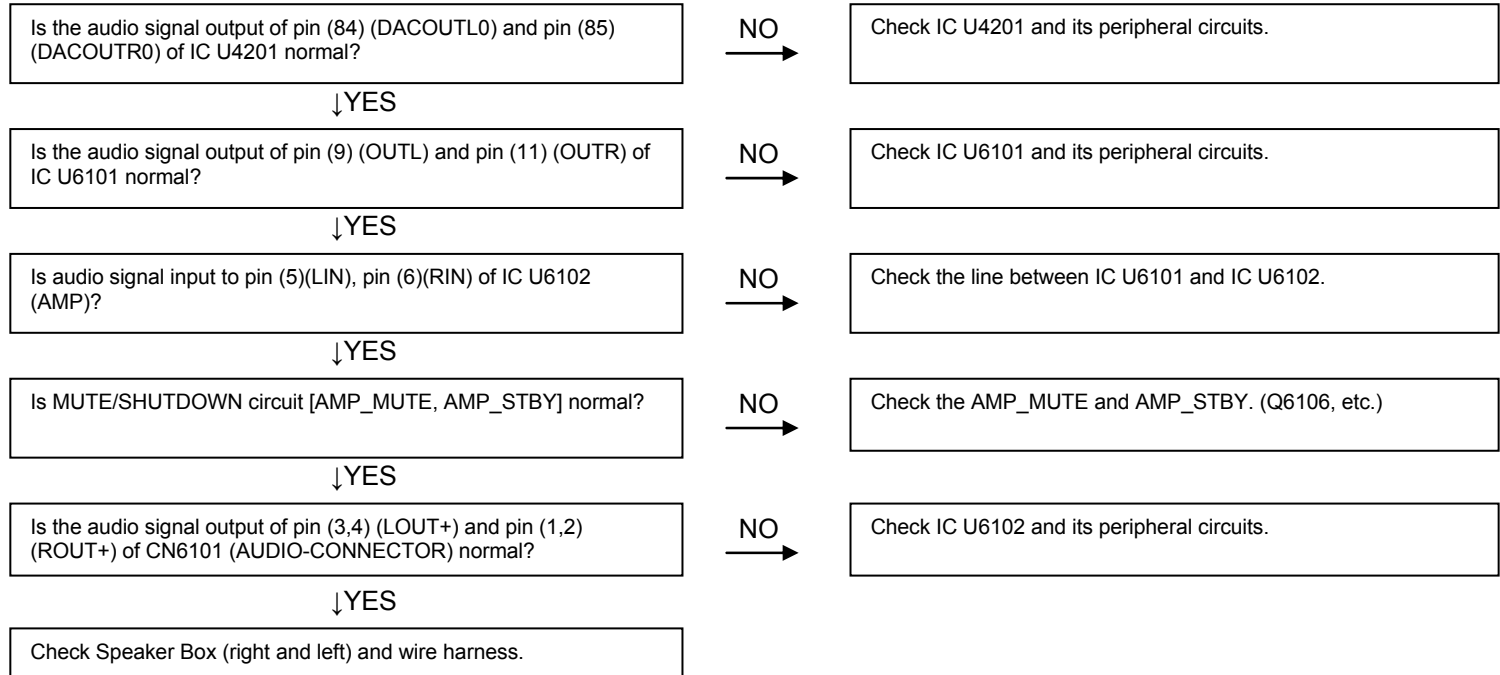 Is the audio signal output of pin (84) (DACOUTL0) and pin (85)
(DACOUTR0) of IC U4201 normal?
NO
Check IC U4201 and its peripheral circuits.
↓YES
Is the audio signal output of pin (9) (OUTL) and pin (11) (OUTR) of
IC U6101 normal?
NO
Check IC U6101 and its peripheral circuits.
↓YES
Is audio signal input to pin (5)(LIN), pin (6)(RIN) of IC U6102
(AMP)?
NO
Check the line between IC U6101 and IC U6102.
↓YES
Is MUTE/SHUTDOWN circuit [AMP_MUTE, AMP_STBY] normal?
NO
Check the AMP_MUTE and AMP_STBY. (Q6106, etc.)
↓YES
Is the audio signal output of pin (3,4) (LOUT+) and pin (1,2)
(ROUT+) of CN6101 (AUDIO-CONNECTOR) normal?
NO
Check IC U6102 and its peripheral circuits.
↓YES
Check Speaker Box (right and left) and wire harness.